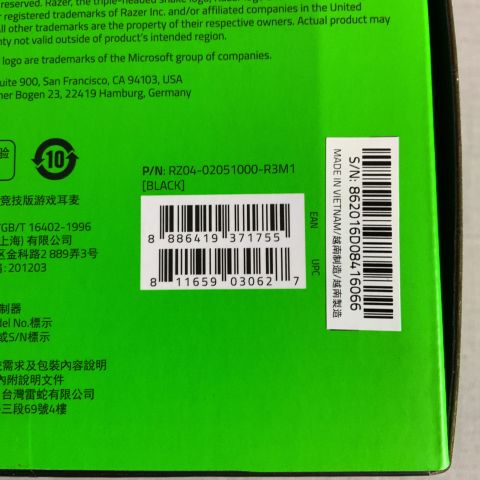 reserved. Razer, the triple-headed snake logo, Razer
r registered trademarks of Razer Inc. and/or affiliated companies in the United
r trademarks are the property of their respective owners. Actual product may
nty not valid outside of product's intended region.
logo are trademarks of the Microsoft group of companies.
uite 900, San Francisco, CA 94103, USA
ner Bogen 23, 22419 Hamburg, Germany
验
10
P/N: RZ04-02051000-R3M1
[BLACK]
竞技版游戏耳麦
/GB/T 16402-1996
上海) 有限公司
区金科路2 889弄3号
: 201203
8 886419 371755
EAN
8 11659 03062 7
UPC
S/N: 862016D08416066
MADE IN VIETNAM/越南制造/越南製造
制器
del No.標示
或S/N標示
需求及包裝內容說明
內附說明文件
台灣雷蛇有限公司
三段69號4樓